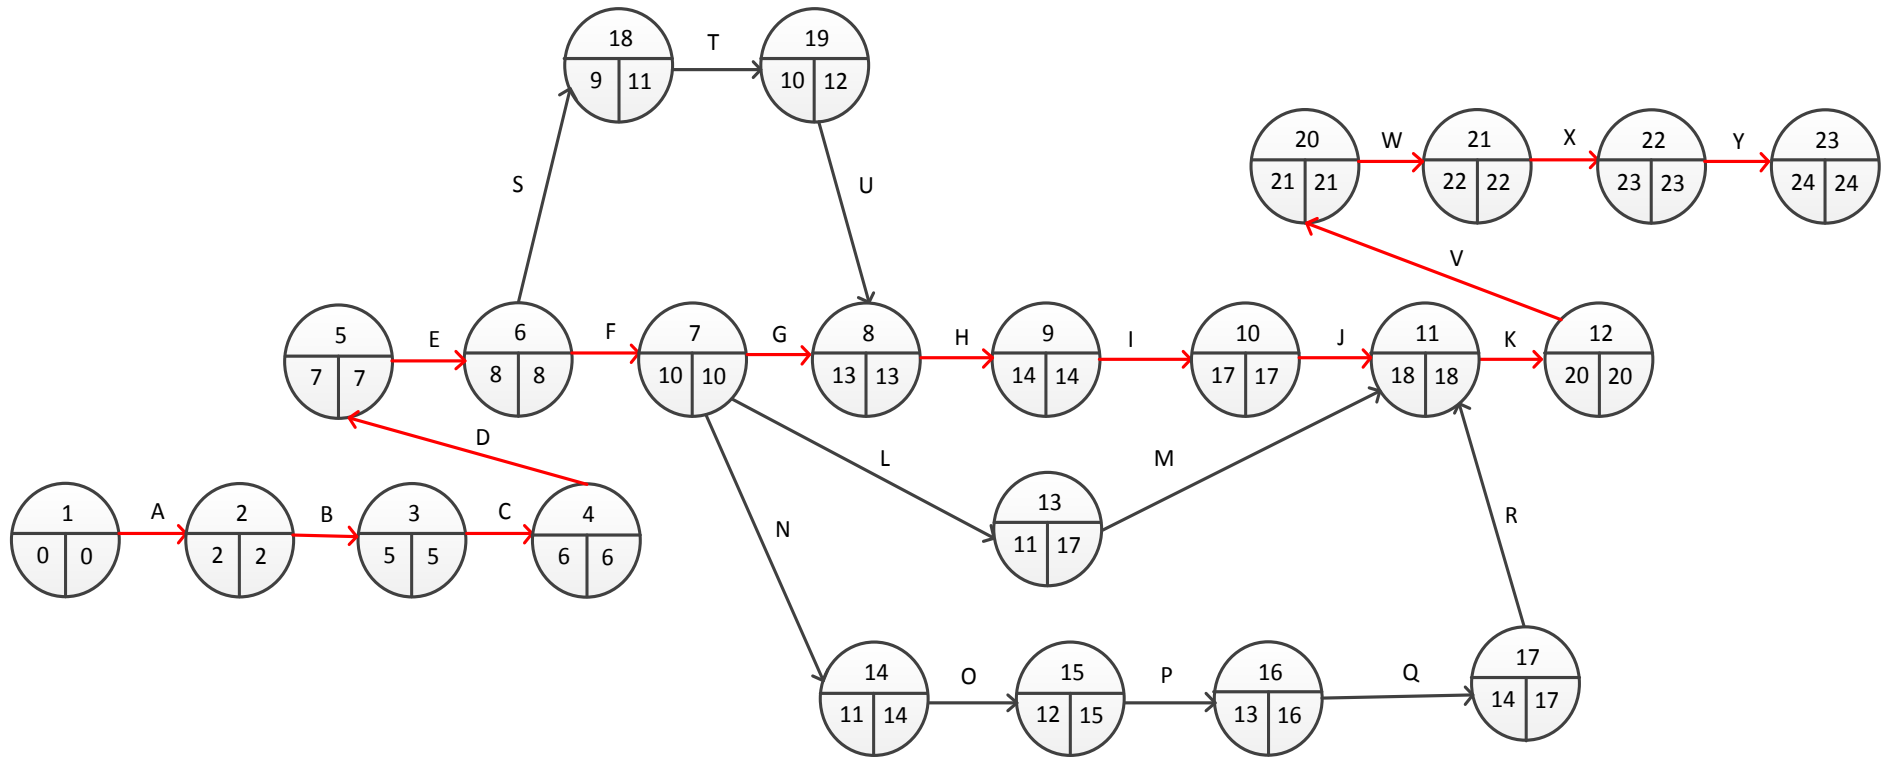 18 T 19
9 11 10 12
20 W 21 X 22 Y 23
21 21 22 22 23 23 24 24
S U
V
5 E 6 F 7 G 8 H 9 I 10 J 11 K 12
7 7 8 8 10 10 13 13 14 14 17 17 18 18 20 20
D L M
1 A 2 B 3 C 4 13
0 0 2 2 5 5 6 6 11 17
N R
14 O 15 P 16 Q 17
11 14 12 15 13 16 14 17